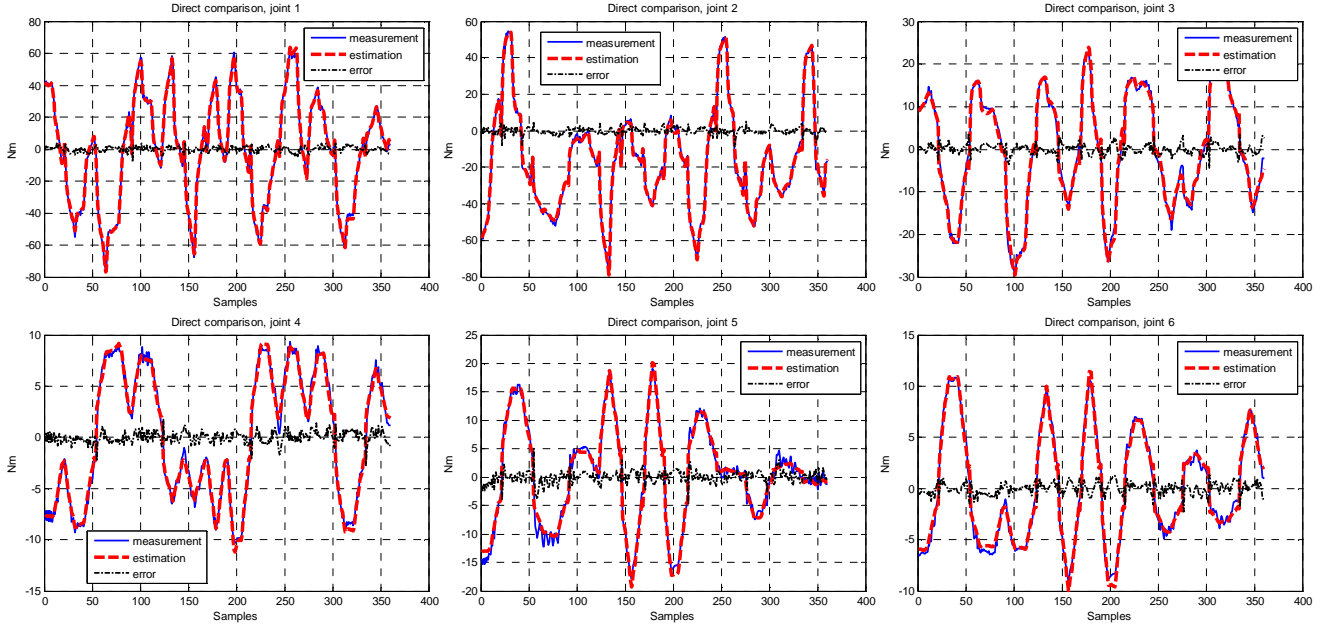 Direct comparison, joint 1
80
60
40
20
0
-20
-40
-60
-80
Nm
measurement
estimation
error
0 50 100 150 200 250 300 350 400
Samples
Direct comparison, joint 2
60
40
20
0
-20
-40
-60
-80
Nm
measurement
estimation
error
0 50 100 150 200 250 300 350 400
Samples
Direct comparison, joint 3
30
20
10
0
-10
-20
-30
Nm
measurement
estimation
error
0 50 100 150 200 250 300 350 400
Samples
Direct comparison, joint 4
10
5
0
-5
-10
-15
Nm
measurement
estimation
error
0 50 100 150 200 250 300 350 400
Samples
Direct comparison, joint 5
25
20
15
10
5
0
-5
-10
-15
-20
Nm
measurement
estimation
error
0 50 100 150 200 250 300 350 400
Samples
Direct comparison, joint 6
15
10
5
0
-5
-10
Nm
measurement
estimation
error
0 50 100 150 200 250 300 350 400
Samples